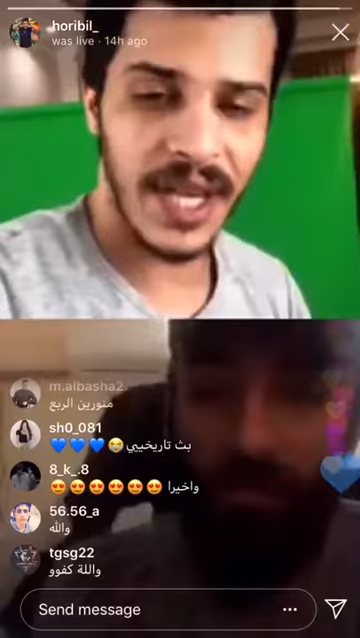 horibil_
was live · 14h ago
m.albasha2
منورين الربع
sh0_081
بث تاريخييي😭💙💙💙
8_k_.8
واخيرا 😍😍😍😍😍😍
56.56_a
والله
tgsg22
واللة كفوو
Send message